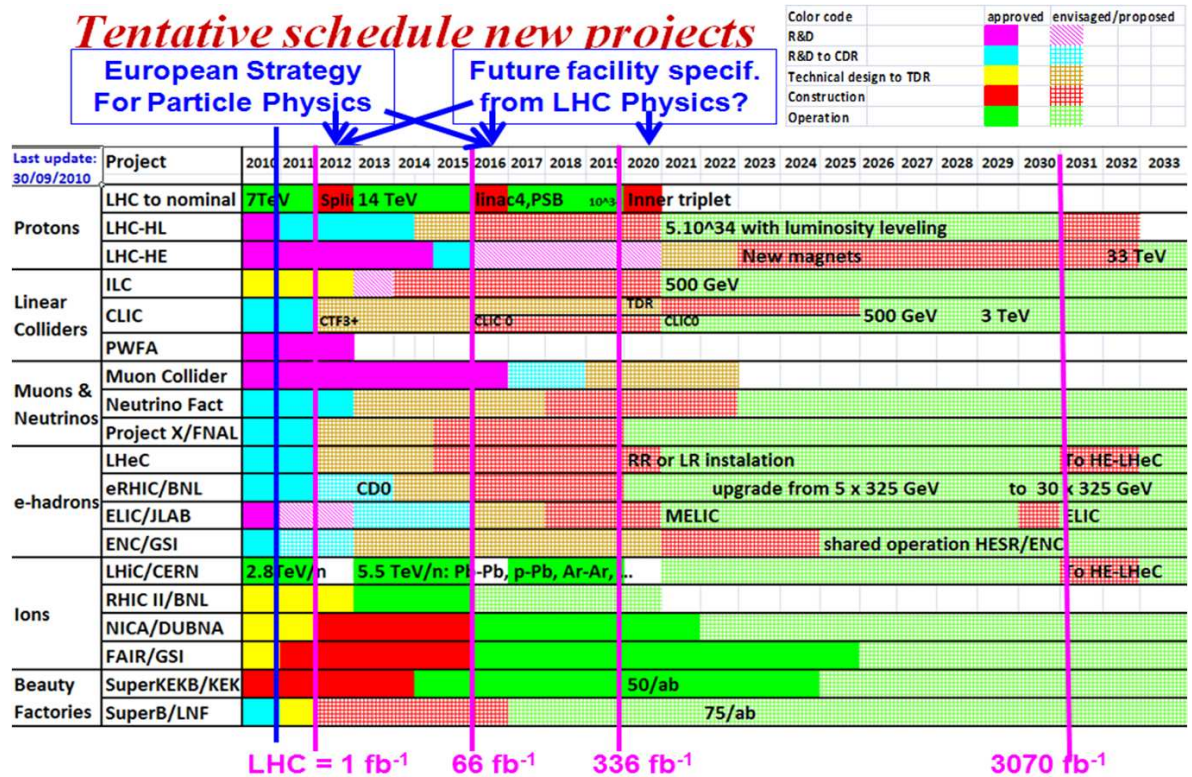 Tentative schedule new projects
European Strategy
For Particle Physics
Future facility specif.
from LHC Physics?
Color code approved envisaged/proposed
R&D
R&D to CDR
Technical design to TDR
Construction
Operation
Last update:
30/09/2010
Project 2010 2011 2012 2013 2014 2015 2016 2017 2018 2019 2020 2021 2022 2023 2024 2025 2026 2027 2028 2029 2030 2031 2032 2033
Protons
LHC to nominal 7TeV Splic 14 TeV linac4,PSB 10^34 Inner triplet
LHC-HL 5.10^34 with luminosity leveling
LHC-HE New magnets 33 TeV
Linear
Colliders
ILC 500 GeV
CLIC CTF3+ CLIC 0 TDR CLIC0 500 GeV 3 TeV
PWFA
Muons &
Neutrinos
Muon Collider
Neutrino Fact
Project X/FNAL
e-hadrons
LHeC RR or LR instalation To HE-LHeC
eRHIC/BNL CD0 upgrade from 5 x 325 GeV to 30 x 325 GeV
ELIC/JLAB MELIC ELIC
ENC/GSI shared operation HESR/ENC
Ions
LHiC/CERN 2.8TeV/n 5.5 TeV/n: Pb-Pb, p-Pb, Ar-Ar, ... To HE-LHeC
RHIC II/BNL
NICA/DUBNA
FAIR/GSI
Beauty
Factories
SuperKEKB/KEK 50/ab
SuperB/LNF 75/ab
LHC = 1 fb⁻¹ 66 fb⁻¹ 336 fb⁻¹ 3070 fb⁻¹